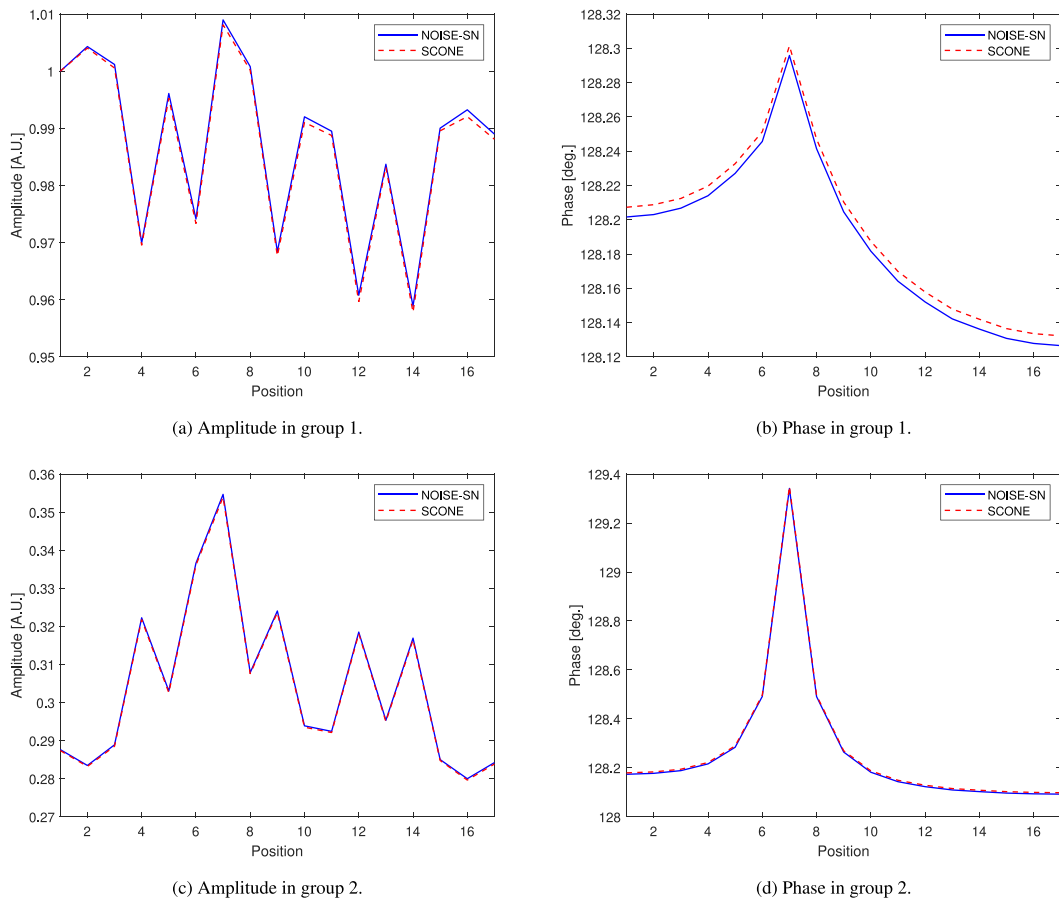 1.01
1
0.99
0.98
0.97
0.96
0.95
Amplitude [A.U.]
2 4 6 8 10 12 14 16
Position
NOISE-SN
SCONE
(a) Amplitude in group 1.
128.32
128.3
128.28
128.26
128.24
128.22
128.2
128.18
128.16
128.14
128.12
Phase [deg.]
2 4 6 8 10 12 14 16
Position
NOISE-SN
SCONE
(b) Phase in group 1.
0.36
0.35
0.34
0.33
0.32
0.31
0.3
0.29
0.28
0.27
Amplitude [A.U.]
2 4 6 8 10 12 14 16
Position
NOISE-SN
SCONE
(c) Amplitude in group 2.
129.4
129.2
129
128.8
128.6
128.4
128.2
128
Phase [deg.]
2 4 6 8 10 12 14 16
Position
NOISE-SN
SCONE
(d) Phase in group 2.